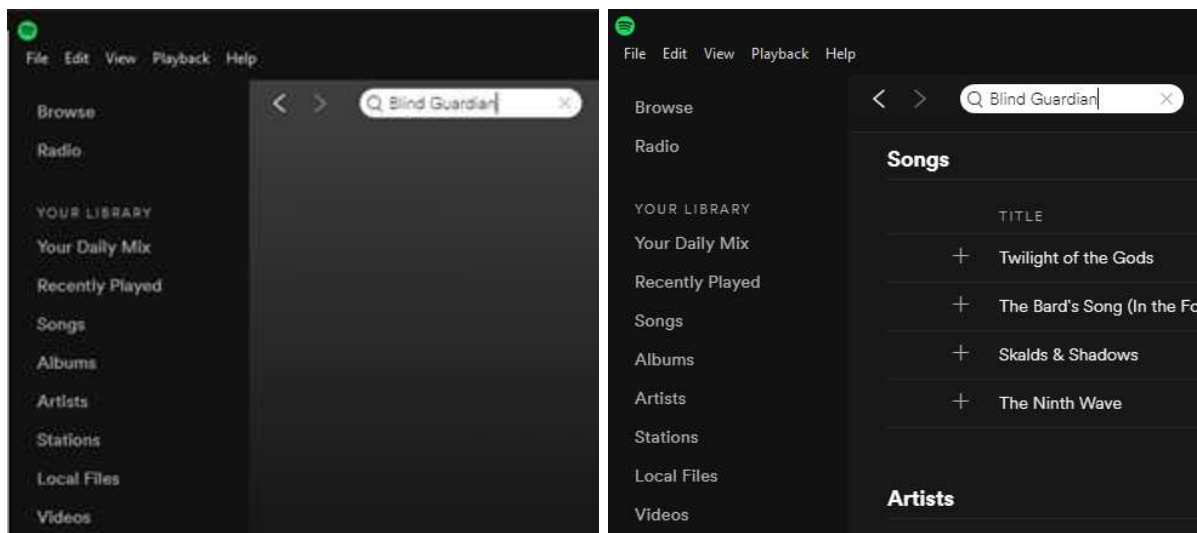 File Edit View Playback Help
Browse
Radio
YOUR LIBRARY
Your Daily Mix
Recently Played
Songs
Albums
Artists
Stations
Local Files
Videos
Blind Guardian
File Edit View Playback Help
Browse
Radio
YOUR LIBRARY
Your Daily Mix
Recently Played
Songs
Albums
Artists
Stations
Local Files
Videos
Blind Guardian
Songs
TITLE
Twilight of the Gods
The Bard's Song (In the Fo
Skalds & Shadows
The Ninth Wave
Artists